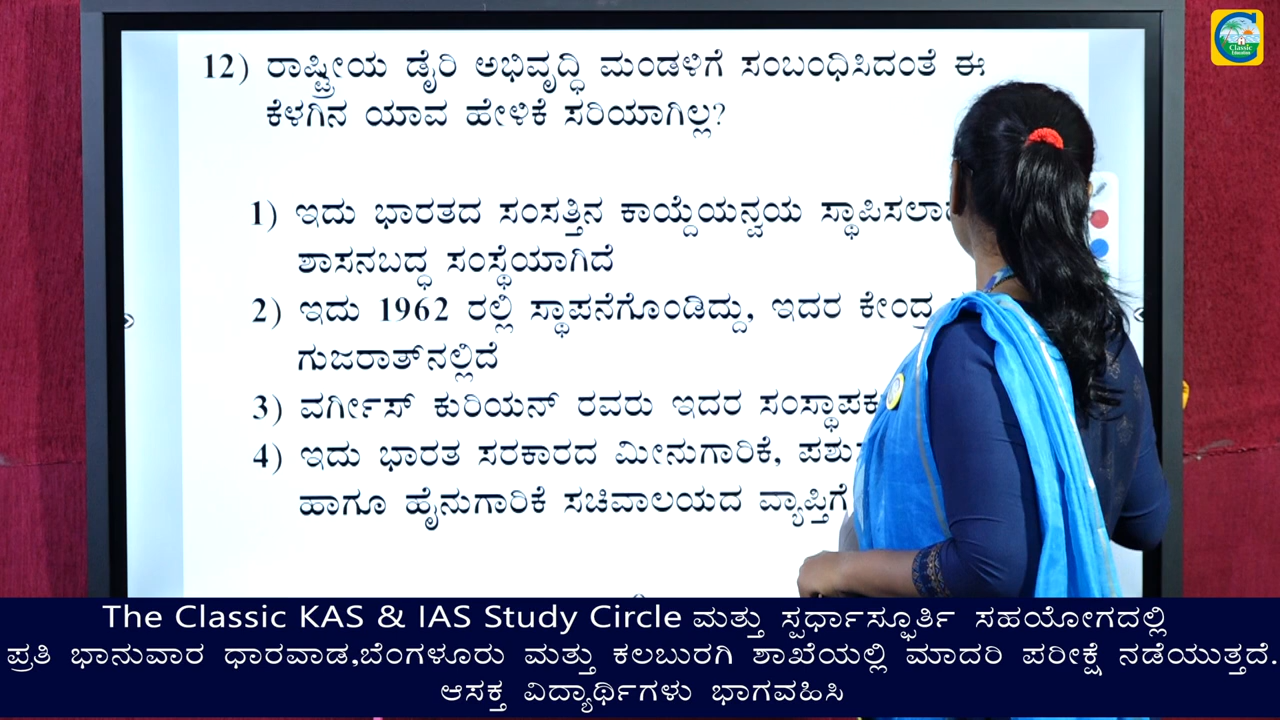 Classic
Education
12) ರಾಷ್ಟ್ರೀಯ ಡೈರಿ ಅಭಿವೃದ್ಧಿ ಮಂಡಳಿಗೆ ಸಂಬಂಧಿಸಿದಂತೆ ಈ
ಕೆಳಗಿನ ಯಾವ ಹೇಳಿಕೆ ಸರಿಯಾಗಿಲ್ಲ?
1) ಇದು ಭಾರತದ ಸಂಸತ್ತಿನ ಕಾಯ್ದೆಯನ್ವಯ
ಶಾಸನಬದ್ಧ ಸಂಸ್ಥೆಯಾಗಿದೆ
2) ಇದು 1962 ರಲ್ಲಿ ಸ್ಥಾಪನೆಗೊಂಡಿದ್ದು, ಇದರ ಕೇಂದ್ರ
ಗುಜರಾತ್‌ನಲ್ಲಿದೆ
3) ವರ್ಗೀಸ್ ಕುರಿಯನ್ ರವರು ಇದರ ಸಂಸ್ಥಾಪಕ
4) ಇದು ಭಾರತ ಸರಕಾರದ ಮೀನುಗಾರಿಕೆ,
ಹಾಗೂ ಹೈನುಗಾರಿಕೆ ಸಚಿವಾಲಯದ ವ್ಯಾಪ್ತಿಗೆ
The Classic KAS & IAS Study Circle ಮತ್ತು ಸ್ಪರ್ಧಾಸ್ಫೂರ್ತಿ ಸಹಯೋಗದಲ್ಲಿ
ಪ್ರತಿ ಭಾನುವಾರ ಧಾರವಾಡ,ಬೆಂಗಳೂರು ಮತ್ತು ಕಲಬುರಗಿ ಶಾಖೆಯಲ್ಲಿ ಮಾದರಿ ಪರೀಕ್ಷೆ ನಡೆಯುತ್ತದೆ.
ಆಸಕ್ತ ವಿದ್ಯಾರ್ಥಿಗಳು ಭಾಗವಹಿಸಿ